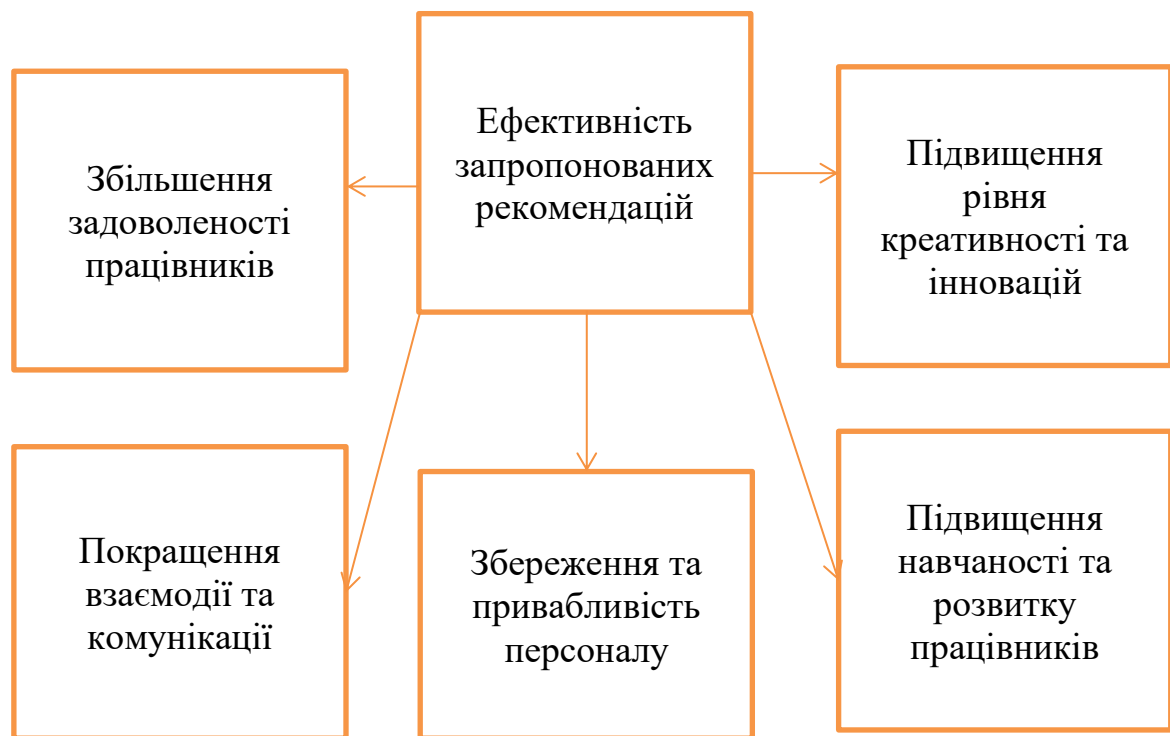 Ефективність
запропонованих
рекомендацій
Збільшення
задоволеності
працівників
Підвищення
рівня
креативності та
інновацій
Покращення
взаємодії та
комунікації
Збереження та
привабливість
персоналу
Підвищення
навчаності та
розвитку
працівників